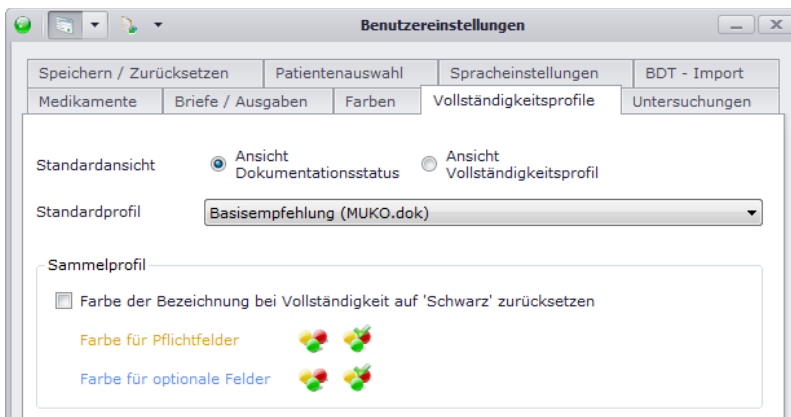 Benutzereinstellungen
Speichern / Zurücksetzen Patientenauswahl Spracheinstellungen BDT - Import
Medikamente Briefe / Ausgaben Farben Vollständigkeitsprofile Untersuchungen
Standardansicht Ansicht Dokumentationsstatus Ansicht Vollständigkeitsprofil
Standardprofil Basisempfehlung (MUKO.dok)
Sammelprofil
Farbe der Bezeichnung bei Vollständigkeit auf 'Schwarz' zurücksetzen
Farbe für Pflichtfelder
Farbe für optionale Felder